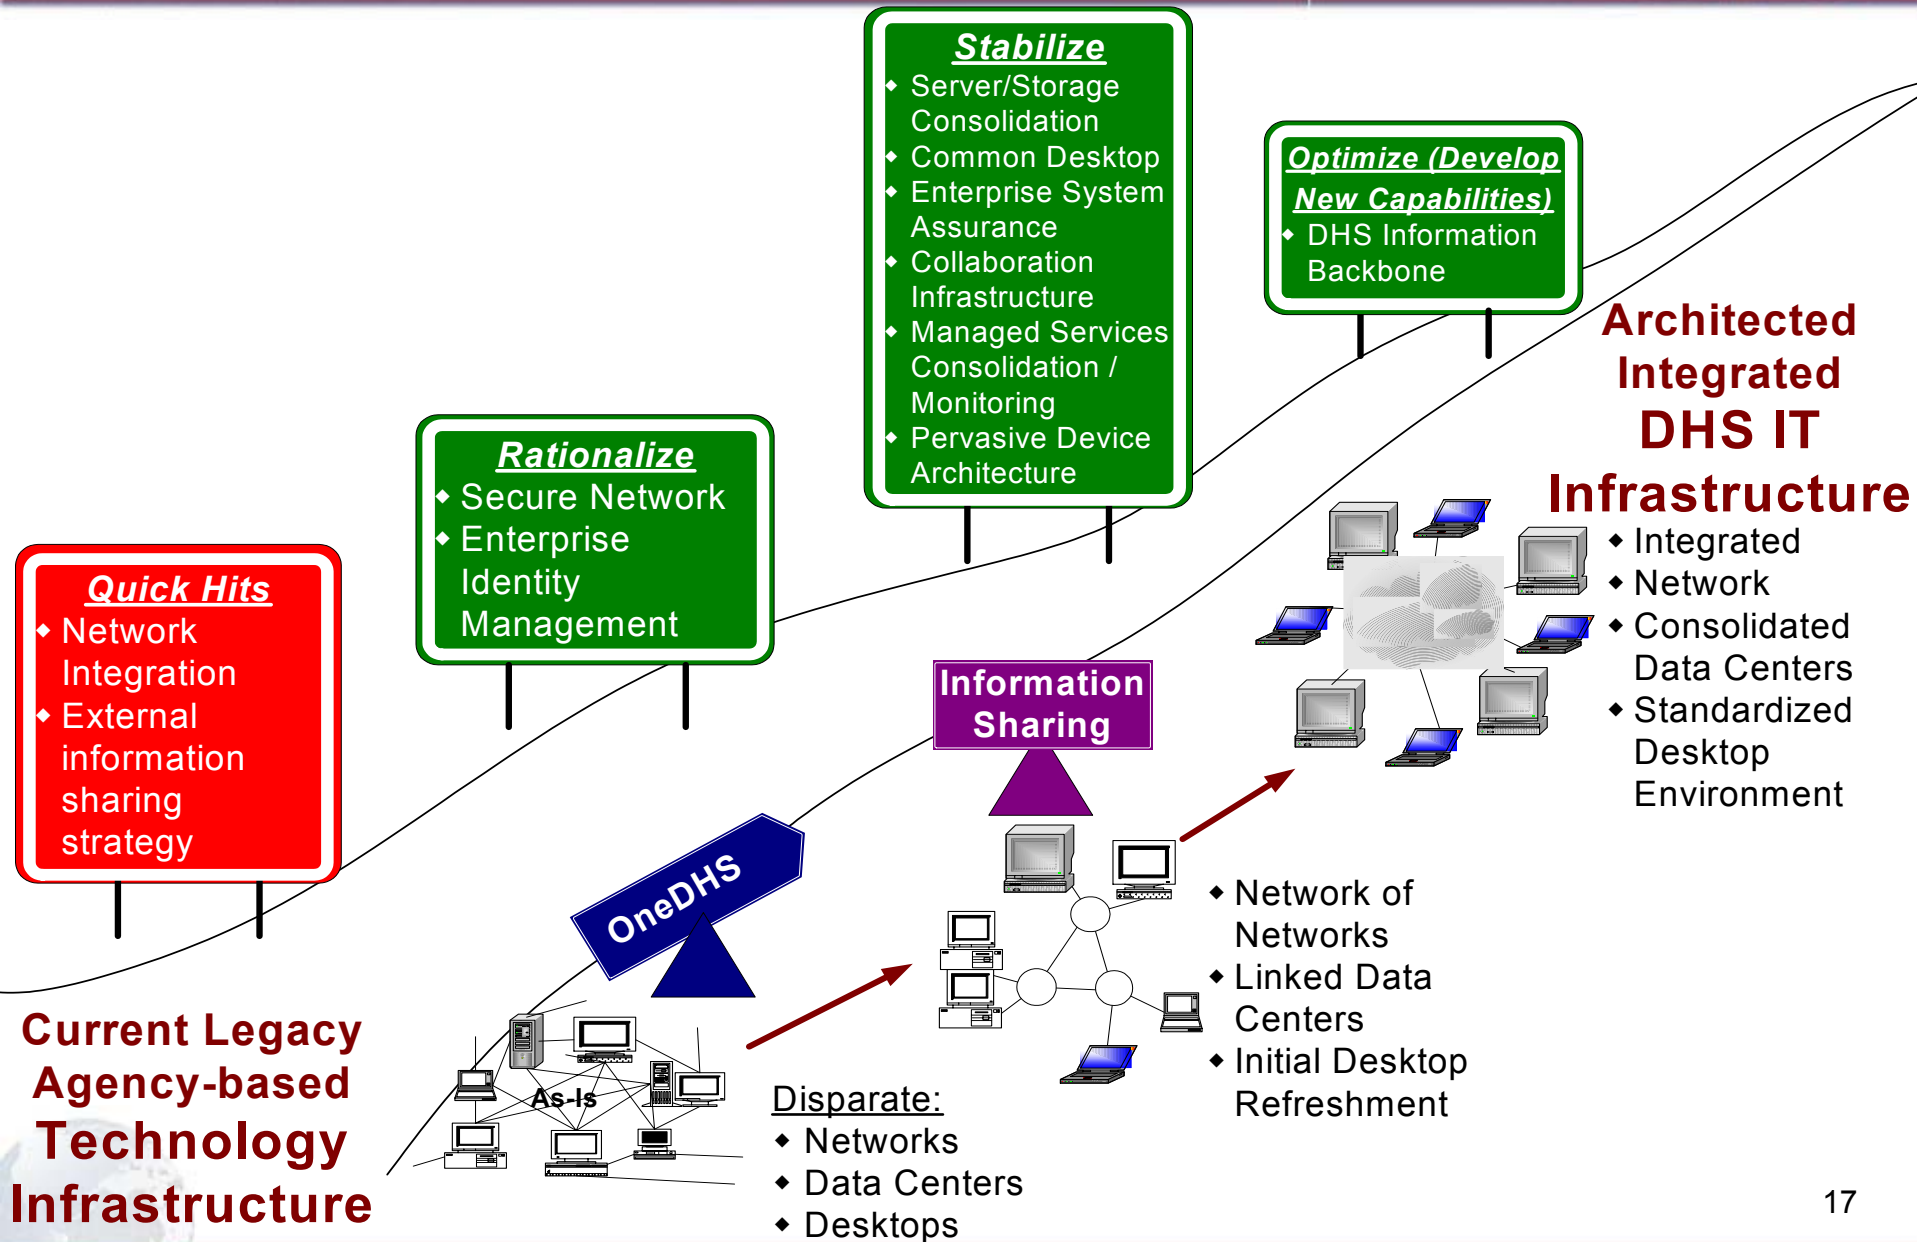 Stabilize
Server/Storage
Consolidation
Common Desktop
Enterprise System
Assurance
Collaboration
Infrastructure
Managed Services
Consolidation /
Monitoring
Pervasive Device
Architecture
Optimize (Develop
New Capabilities)
DHS Information
Backbone
Rationalize
Secure Network
Enterprise
Identity
Management
Quick Hits
Network
Integration
External
information
sharing
strategy
Architected
Integrated
DHS IT
Infrastructure
Integrated
Network
Consolidated
Data Centers
Standardized
Desktop
Environment
Information
Sharing
OneDHS
Network of
Networks
Linked Data
Centers
Initial Desktop
Refreshment
Current Legacy
Agency-based
Technology
Infrastructure
As-Is
Disparate:
Networks
Data Centers
Desktops
17